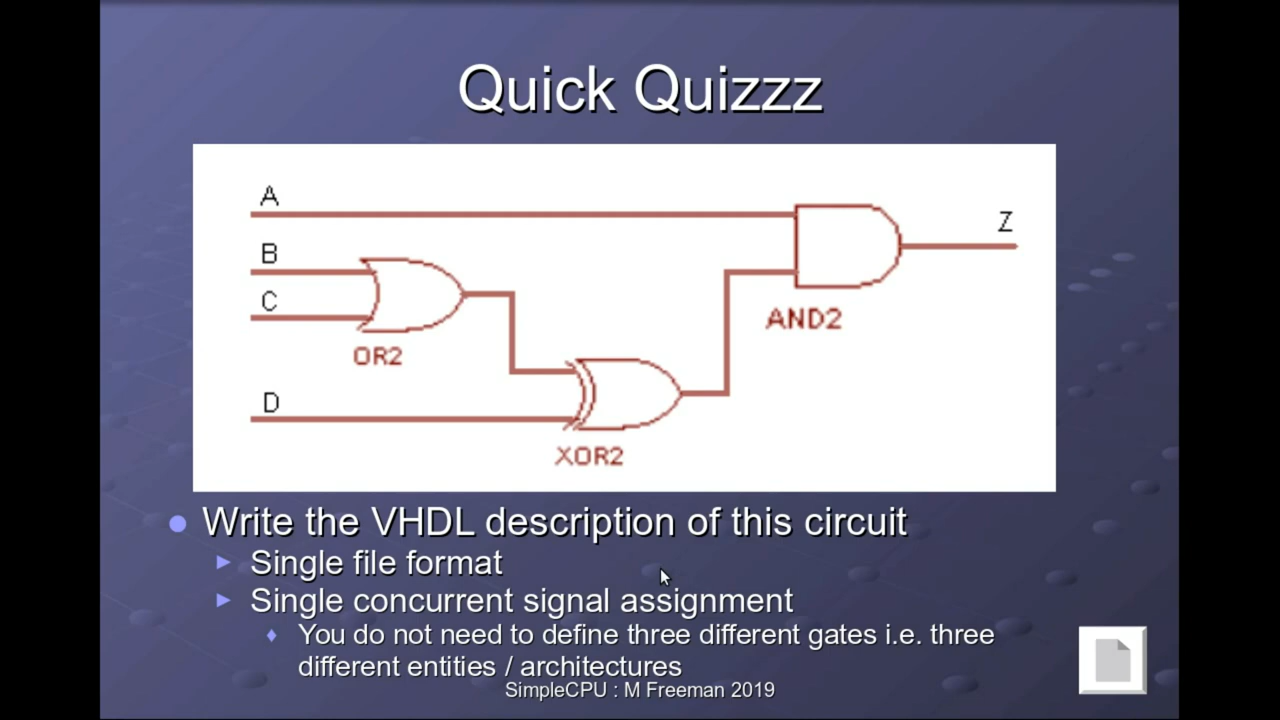 Quick Quizzz
A
B
C
D
Z
OR2
XOR2
AND2
Write the VHDL description of this circuit
Single file format
Single concurrent signal assignment
You do not need to define three different gates i.e. three
different entities / architectures
SimpleCPU : M Freeman 2019